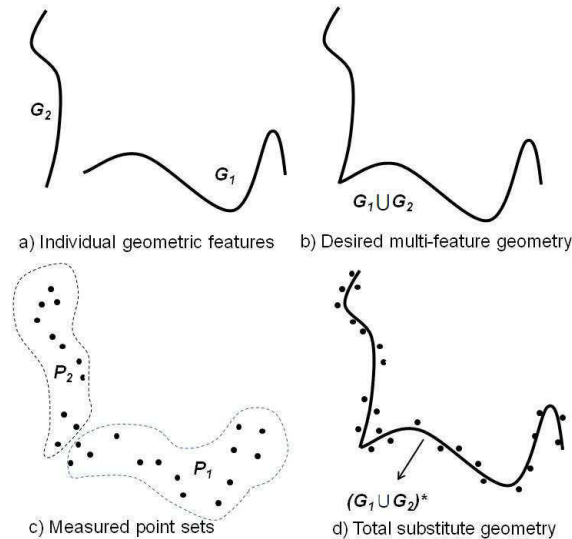 G2
G1
G1∪G2
a) Individual geometric features
b) Desired multi-feature geometry
P2
P1
(G1∪G2)*
c) Measured point sets
d) Total substitute geometry